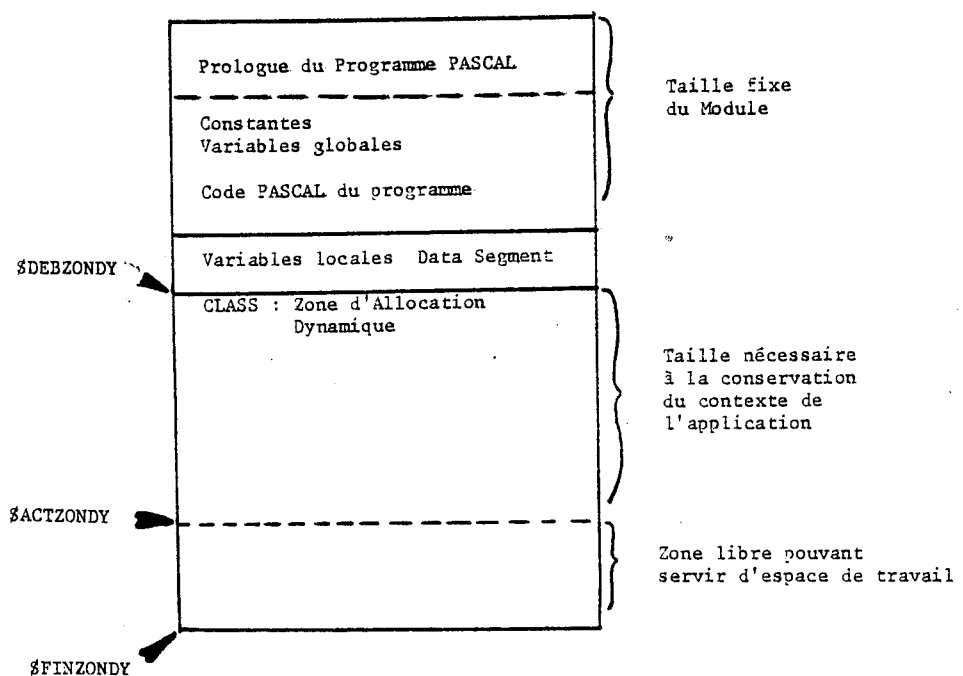 Prologue du Programme PASCAL
Taille fixe
du Module
Constantes
Variables globales
Code PASCAL du programme
$DEBZONDY
Variables locales Data Segment
CLASS : Zone d'Allocation
Dynamique
Taille nécessaire
à la conservation
du contexte de
l'application
$ACTZONDY
Zone libre pouvant
servir d'espace de travail
$FINZONDY